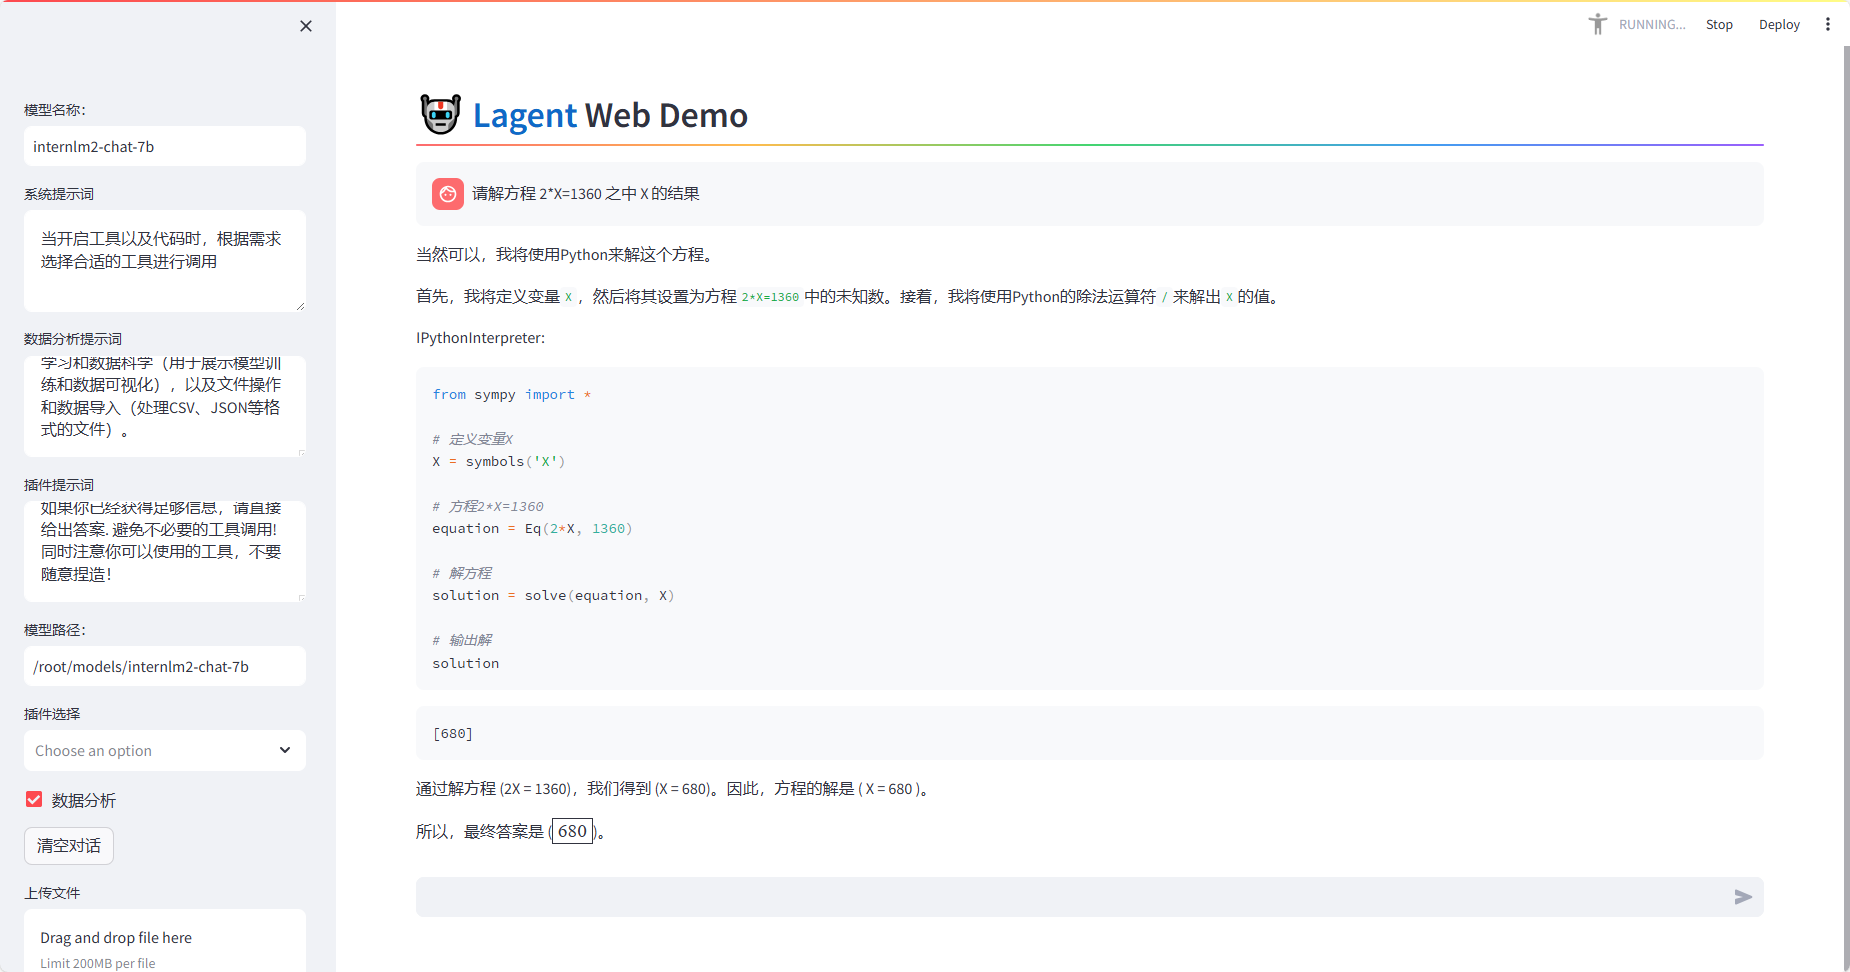 RUNNING...
Stop
Deploy
模型名称：
internlm2-chat-7b
系统提示词
当开启工具以及代码时，根据需求
选择合适的工具进行调用
数据分析提示词
学习和数据科学（用于展示模型训
练和数据可视化），以及文件操作
和数据导入（处理CSV、JSON等格
式的文件）。
插件提示词
如果你已经获得足够信息，请直接
给出答案. 避免不必要的工具调用!
同时注意你可以使用的工具，不要
随意捏造！
模型路径：
/root/models/internlm2-chat-7b
插件选择
Choose an option
数据分析
清空对话
上传文件
Drag and drop file here
Limit 200MB per file
Lagent Web Demo
请解方程 2*X=1360 之中 X 的结果
当然可以，我将使用Python来解这个方程。
首先，我将定义变量 X ，然后将其设置为方程 2*X=1360 中的未知数。接着，我将使用Python的除法运算符 / 来解出 X 的值。
IPythonInterpreter:
from sympy import *
# 定义变量X
X = symbols('X')
# 方程2*X=1360
equation = Eq(2*X, 1360)
# 解方程
solution = solve(equation, X)
# 输出解
solution
[680]
通过解方程 (2X = 1360)，我们得到 (X = 680)。因此，方程的解是 ( X = 680 )。
所以，最终答案是 (680)。